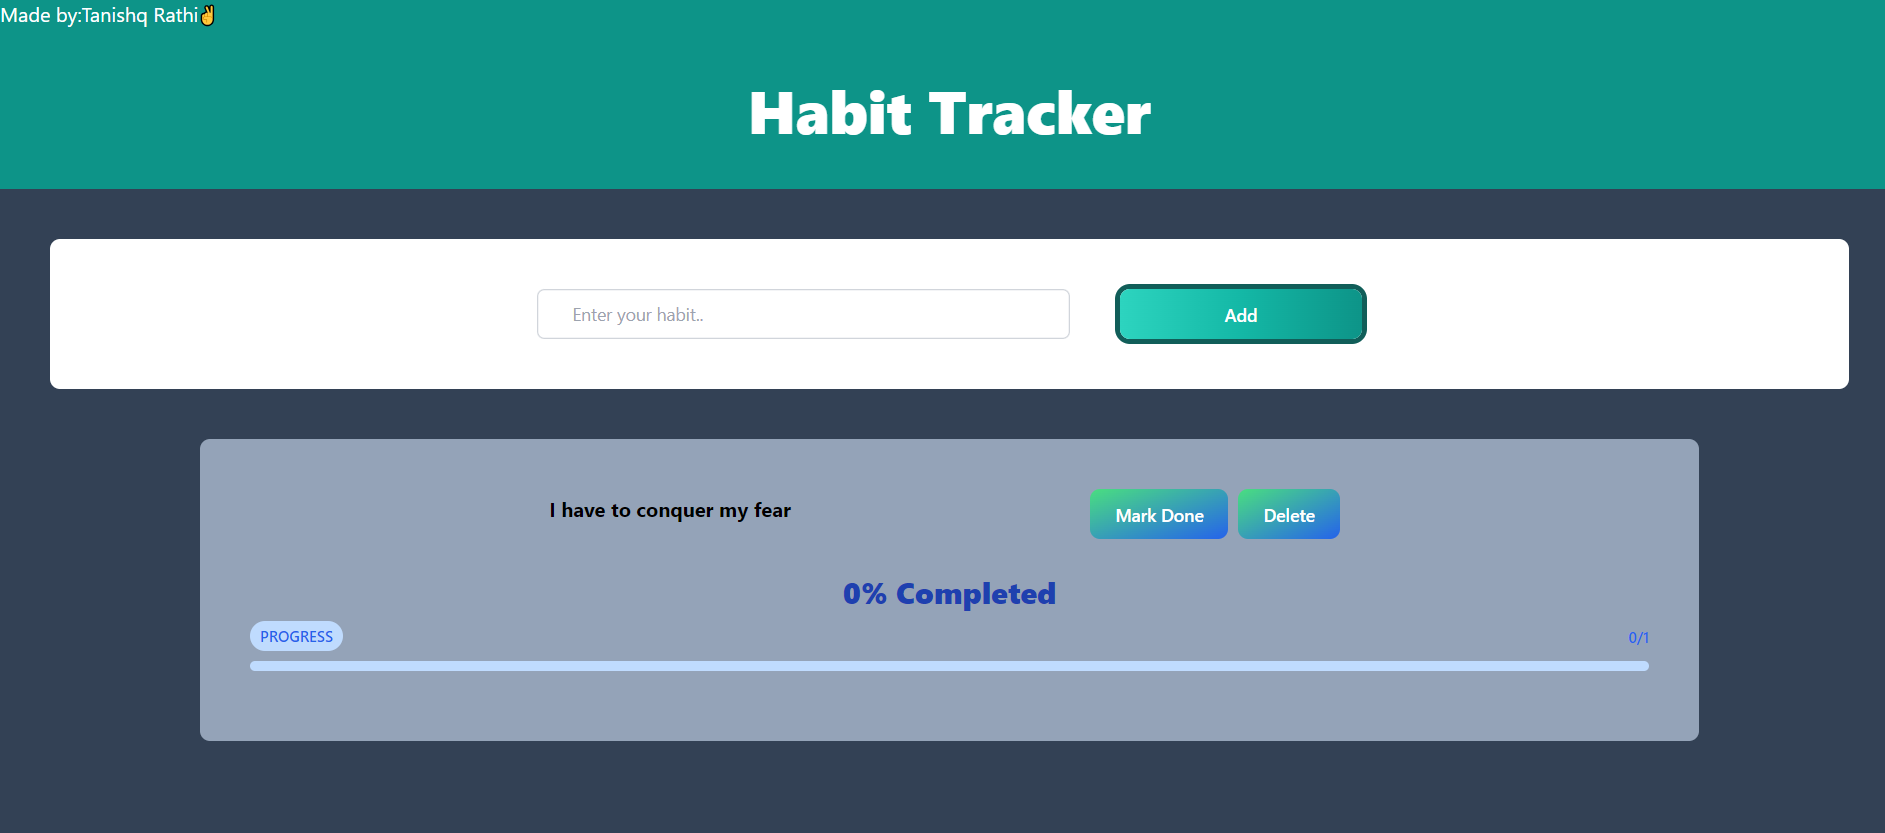 Made by:Tanishq Rathi✌
Habit Tracker
Enter your habit.. Add
I have to conquer my fear Mark Done Delete
0% Completed
PROGRESS 0/1